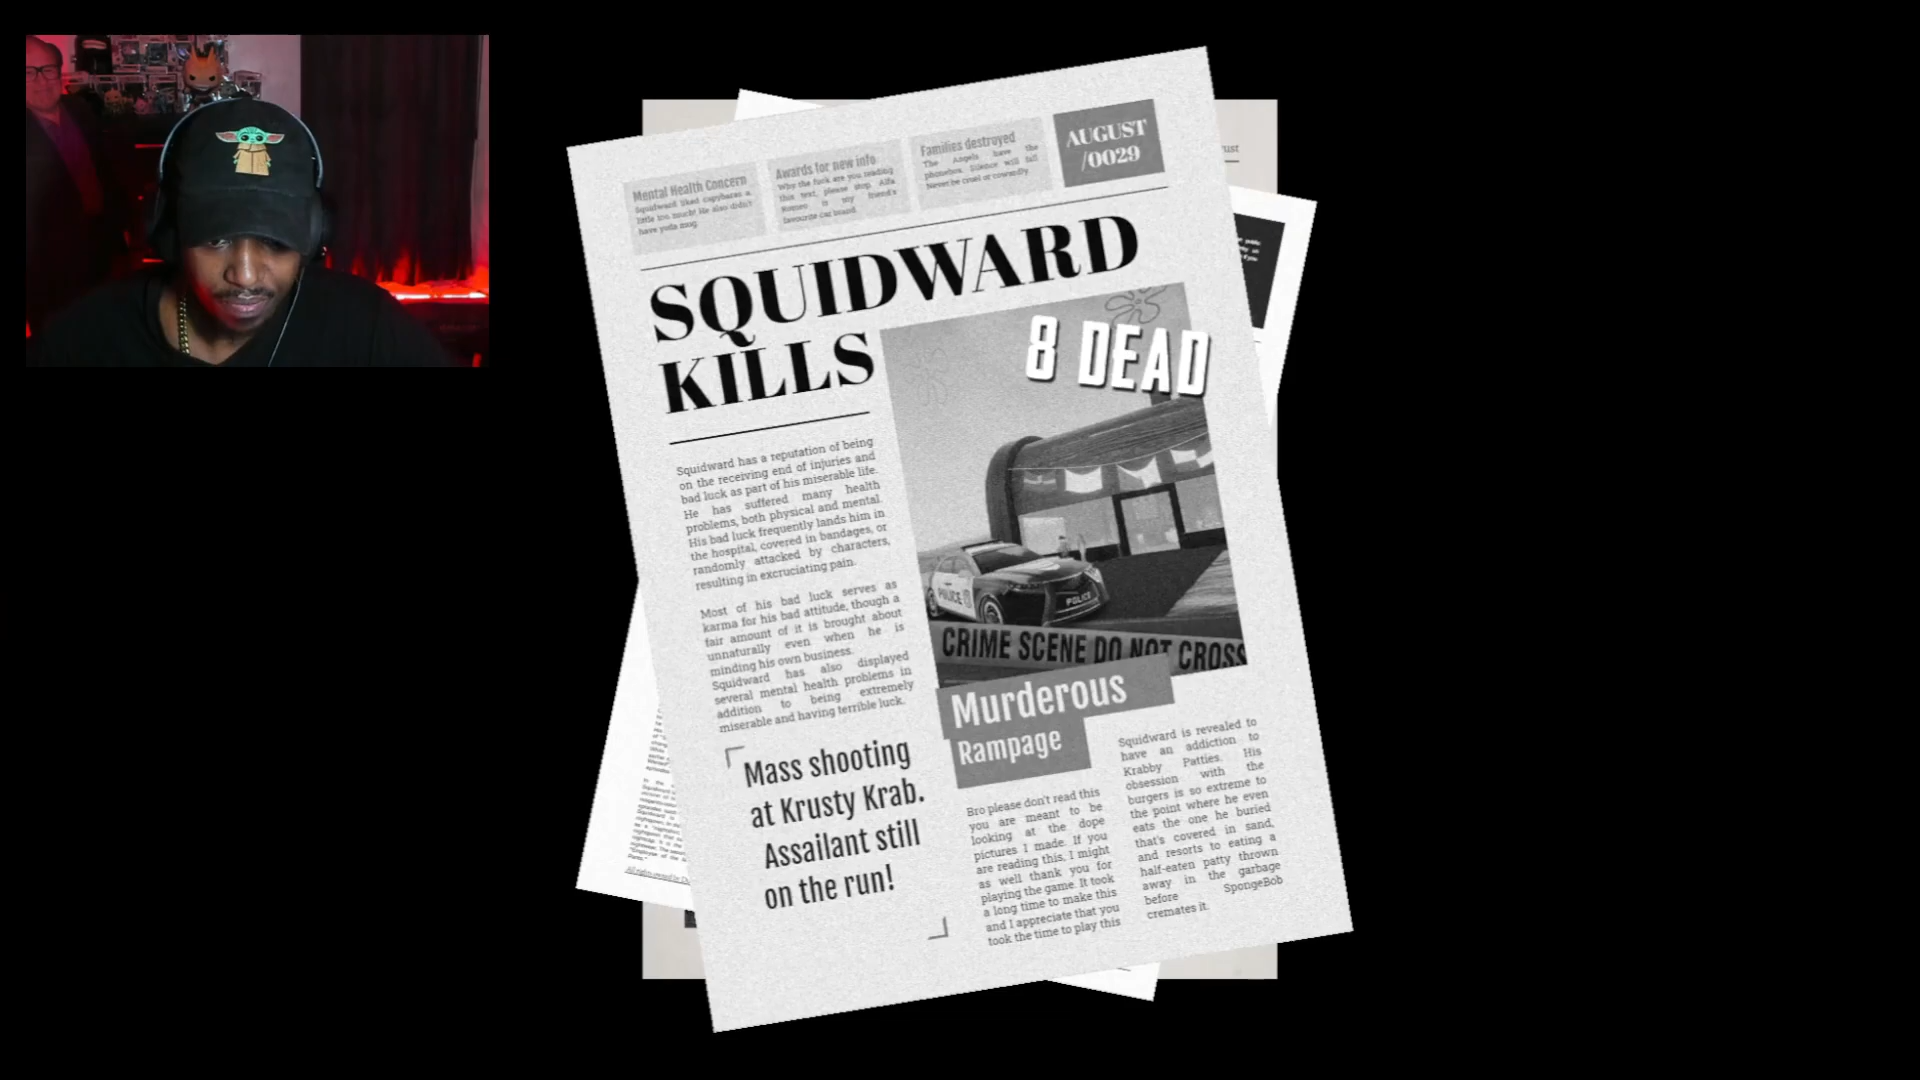 Mental Health Concern
Squidward liked capybaras a
little too much! He also didn't
have yuda mug.
Awards for new info
Why the fuck are you reading
this text, please stop. Alfa
Romeo is my friend's
favourite car brand.
Families destroyed
The Angels have the
phonebox. Silence will fall
Never be cruel or cowardly
AUGUST
/0029
SQUIDWARD
KILLS
8 DEAD
Squidward has a reputation of being
on the receiving end of injuries and
bad luck as part of his miserable life.
He has suffered many health
problems, both physical and mental.
His bad luck frequently lands him in
the hospital, covered in bandages, or
randomly attacked by characters,
resulting in excruciating pain.
Most of his bad luck serves as
karma for his bad attitude, though a
fair amount of it is brought about
unnaturally even when he is
minding his own business.
Squidward has also displayed
several mental health problems in
addition to being extremely
miserable and having terrible luck.
POLICE
POLICE
CRIME SCENE DO NOT CROSS
Murderous
Rampage
Mass shooting
at Krusty Krab.
Assailant still
on the run!
Bro please don't read this
you are meant to be
looking at the dope
pictures I made. If you
are reading this, I might
as well thank you for
playing the game. It took
a long time to make this
and I appreciate that you
took the time to play this
Squidward is revealed to
have an addiction to
Krabby Patties. His
obsession with the
burgers is so extreme to
the point where he even
eats the one he buried
that's covered in sand,
and resorts to eating a
half-eaten patty thrown
away in the garbage
before SpongeBob
cremates it.